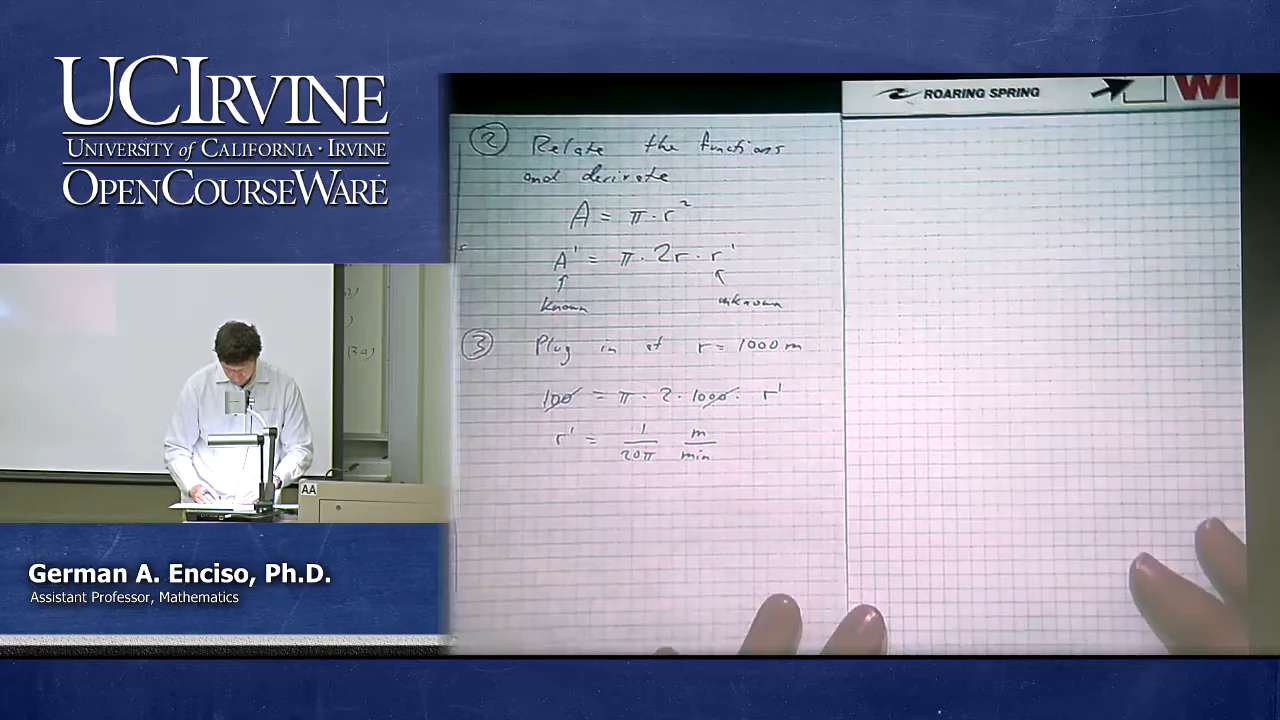 UCIRVINE
UNIVERSITY of CALIFORNIA · IRVINE
OPENCOURSEWARE
AA
German A. Enciso, Ph.D.
Assistant Professor, Mathematics
ROARING SPRING
② Relate the functions
and derivate
A = π · r²
A' = π · 2r · r'
↑ ↖
known unknown
③ Plug in at r = 1000 m
100 = π · 2 · 1000 · r'
r' = 1/20π m/min